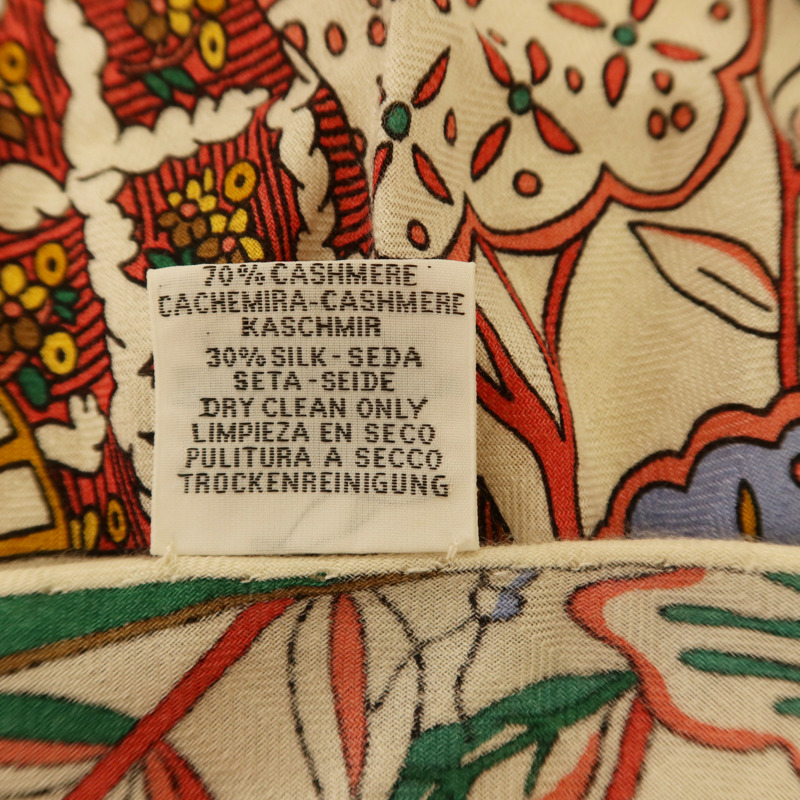 70% CASHMERE
CACHEMIRA-CASHMERE
KASCHMIR
30% SILK-SEDA
SETA-SEIDE
DRY CLEAN ONLY
LIMPIEZA EN SECO
PULITURA A SECCO
TROCKENREINIGUNG